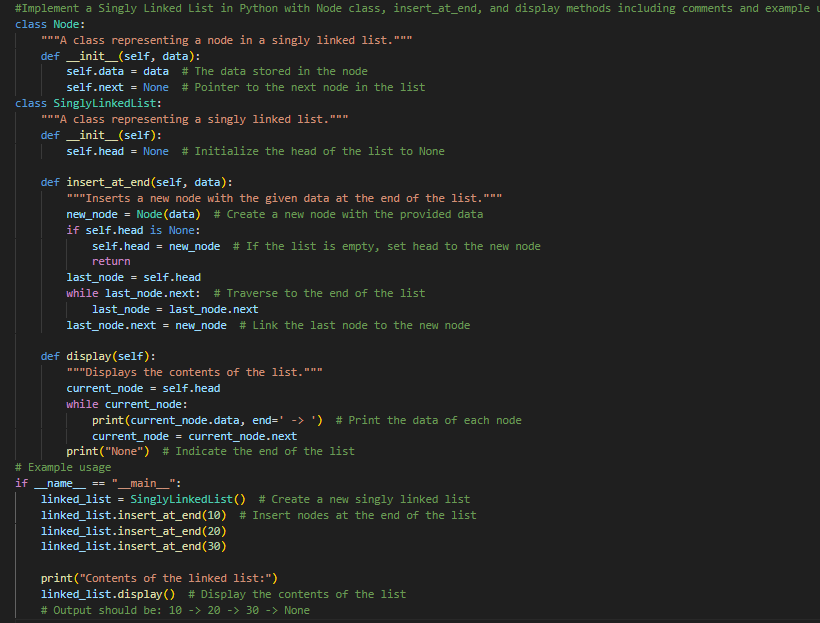 #Implement a Singly Linked List in Python with Node class, insert_at_end, and display methods including comments and example
class Node:
    """A class representing a node in a singly linked list."""
    def __init__(self, data):
        self.data = data  # The data stored in the node
        self.next = None  # Pointer to the next node in the list
class SinglyLinkedList:
    """A class representing a singly linked list."""
    def __init__(self):
        self.head = None  # Initialize the head of the list to None

    def insert_at_end(self, data):
        """Inserts a new node with the given data at the end of the list."""
        new_node = Node(data)  # Create a new node with the provided data
        if self.head is None:
            self.head = new_node  # If the list is empty, set head to the new node
            return
        last_node = self.head
        while last_node.next:  # Traverse to the end of the list
            last_node = last_node.next
        last_node.next = new_node  # Link the last node to the new node

    def display(self):
        """Displays the contents of the list."""
        current_node = self.head
        while current_node:
            print(current_node.data, end=' -> ')  # Print the data of each node
            current_node = current_node.next
        print("None")  # Indicate the end of the list
# Example usage
if __name__ == "__main__":
    linked_list = SinglyLinkedList()  # Create a new singly linked list
    linked_list.insert_at_end(10)  # Insert nodes at the end of the list
    linked_list.insert_at_end(20)
    linked_list.insert_at_end(30)

    print("Contents of the linked list:")
    linked_list.display()  # Display the contents of the list
    # Output should be: 10 -> 20 -> 30 -> None